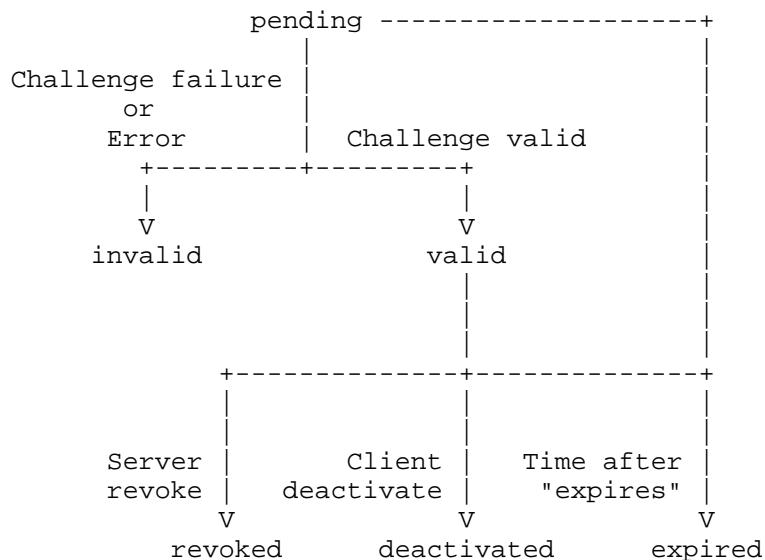 pending --------------------+
Challenge failure
or
Error Challenge valid
+---------+---------+
V V
invalid valid
+--------------+--------------+
Server Client Time after
revoke deactivate "expires"
V V V
revoked deactivated expired